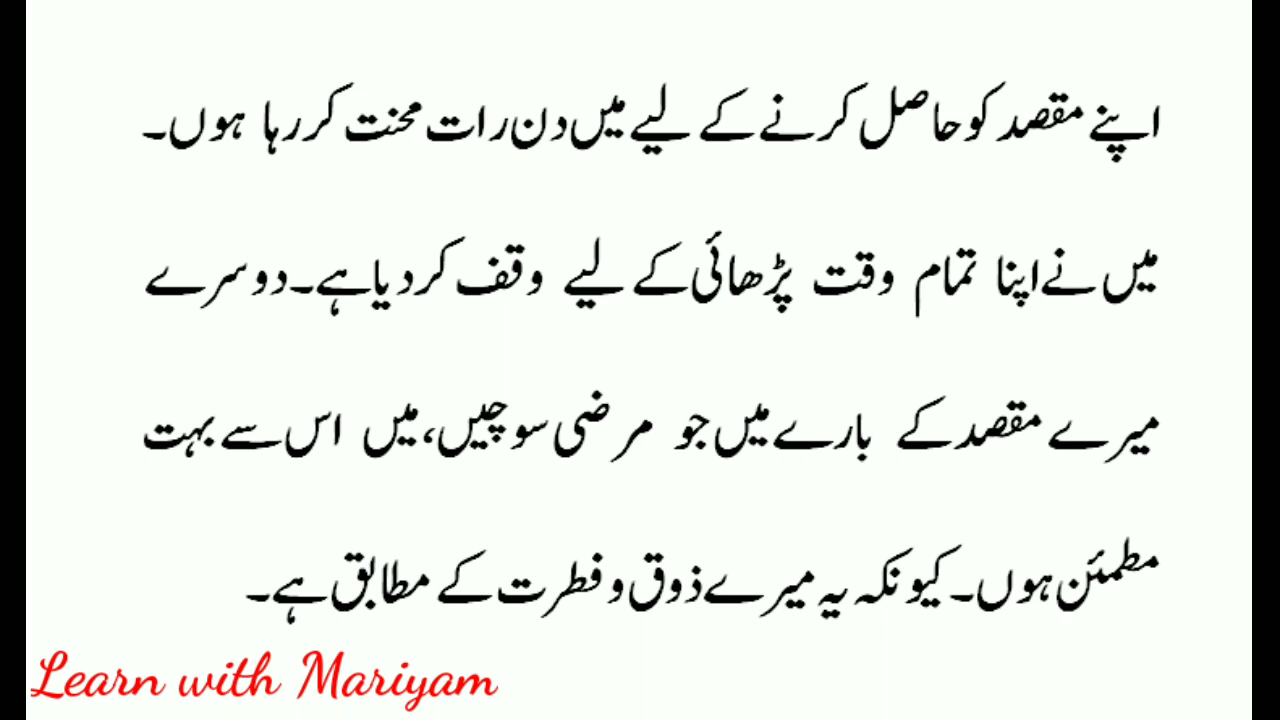 اپنے مقصد کو حاصل کرنے کے لیے میں دن رات محنت کر رہا ہوں۔
میں نے اپنا تمام وقت پڑھائی کے لیے وقف کر دیا ہے۔ دوسرے
میرے مقصد کے بارے میں جو مرضی سوچیں، میں اس سے بہت
مطمئن ہوں۔ کیونکہ یہ میرے ذوق و فطرت کے مطابق ہے۔
Learn with Mariyam